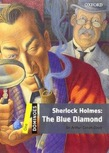 OXFORD
DOMINOES
Sherlock Holmes:
The Blue Diamond